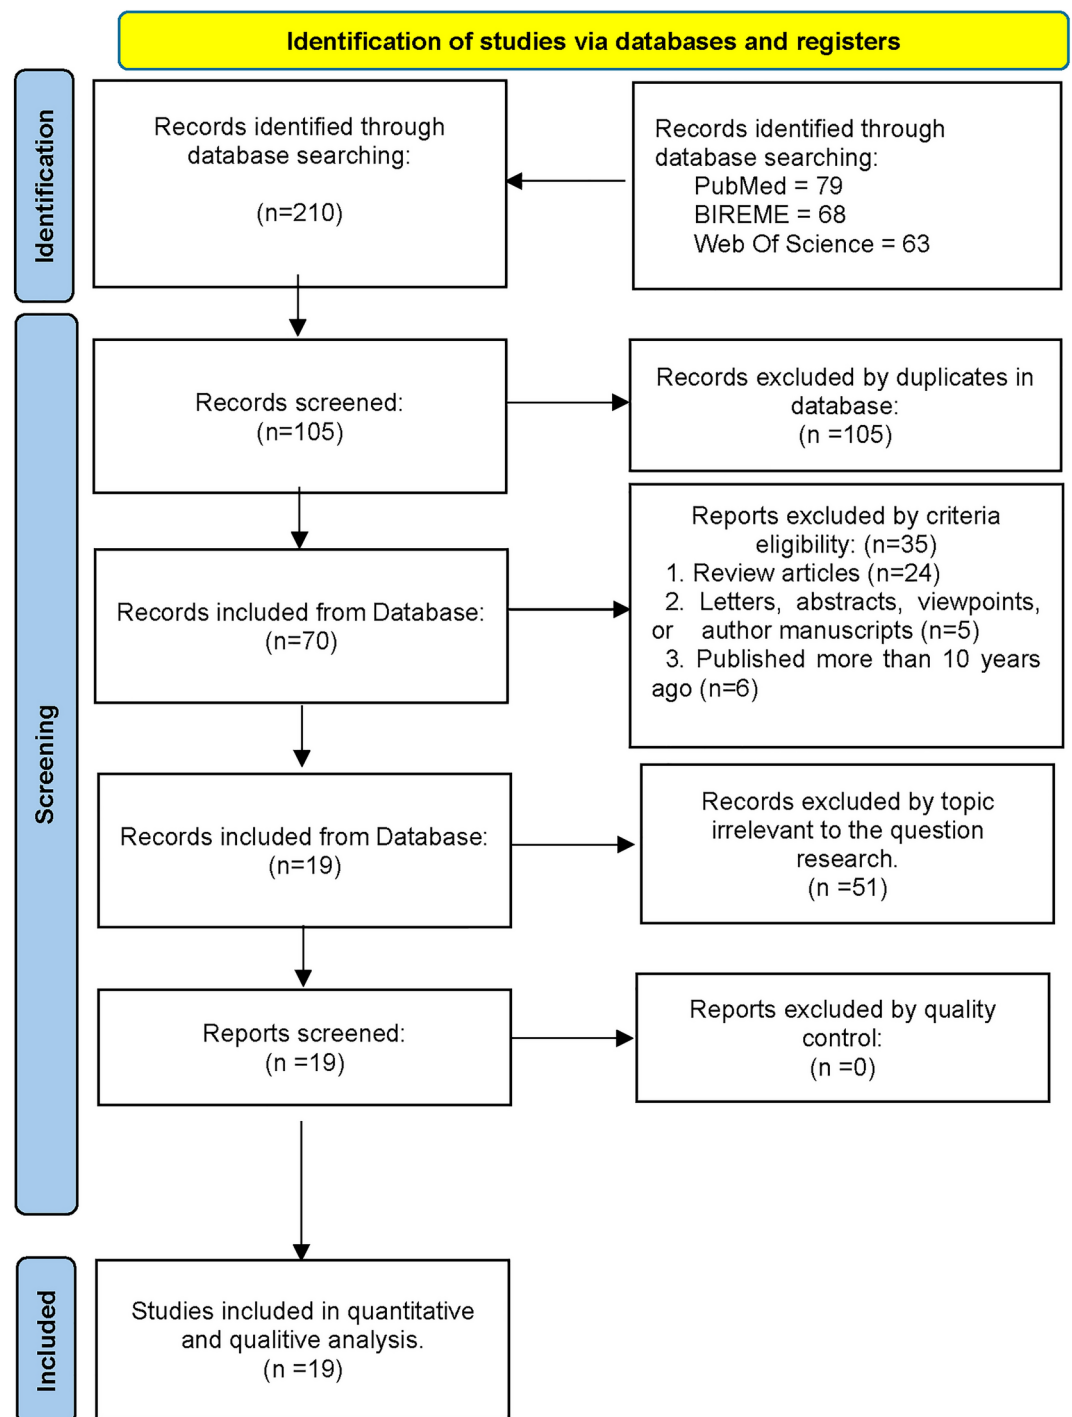 Identification of studies via databases and registers
Identification
Records identified through
database searching:
(n=210)
Records identified through
database searching:
PubMed = 79
BIREME = 68
Web Of Science = 63
Screening
Records screened:
(n=105)
Records excluded by duplicates in
database:
(n =105)
Records included from Database:
(n=70)
Reports excluded by criteria
eligibility: (n=35)
1. Review articles (n=24)
2. Letters, abstracts, viewpoints,
or author manuscripts (n=5)
3. Published more than 10 years
ago (n=6)
Records included from Database:
(n=19)
Records excluded by topic
irrelevant to the question
research.
(n =51)
Reports screened:
(n =19)
Reports excluded by quality
control:
(n =0)
Included
Studies included in quantitative
and qualitive analysis.
(n =19)